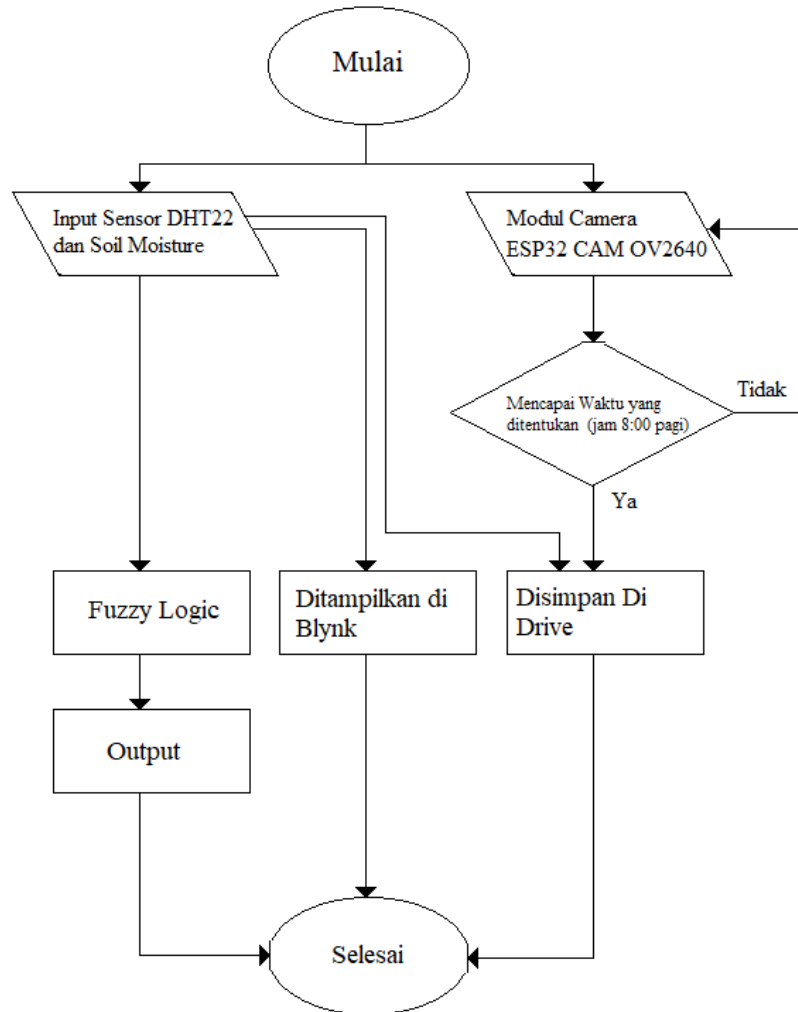 Mulai
Input Sensor DHT22
dan Soil Moisture
Modul Camera
ESP32 CAM OV2640
Mencapai Waktu yang
ditentukan (jam 8:00 pagi)
Tidak
Ya
Fuzzy Logic
Ditampilkan di
Blynk
Disimpan Di
Drive
Output
Selesai